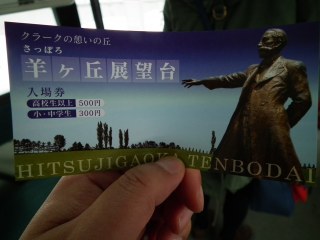 クラークの憩いの丘
さっぽろ
羊ヶ丘展望台
入場券
高校生以上 500円
小・中学生 300円
HITSUJIGAOKA TENBODAI